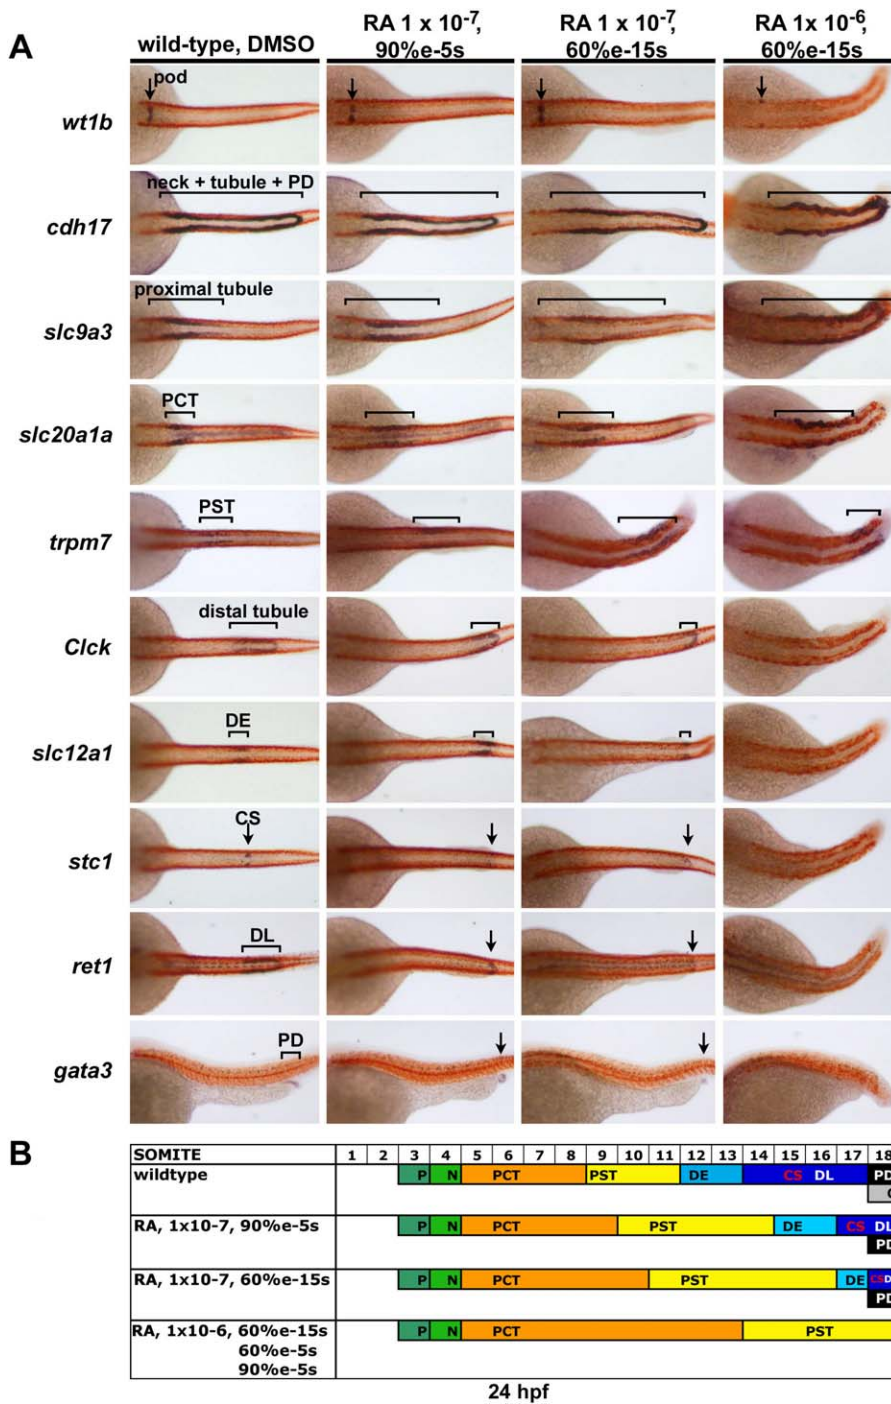 A
wild-type, DMSO
RA 1 x 10-7,
90%e-5s
RA 1 x 10-7,
60%e-15s
RA 1x10-6,
60%e-15s
wt1b
pod
cdh17
neck + tubule + PD
slc9a3
proximal tubule
slc20a1a
PCT
trpm7
PST
Clck
distal tubule
slc12a1
DE
stc1
CS
ret1
DL
gata3
PD
B
SOMITE 1 2 3 4 5 6 7 8 9 10 11 12 13 14 15 16 17 18
wildtype P N PCT PST DE CS DL PD
RA, 1x10-7, 90%e-5s P N PCT PST DE CS DL
PD
RA, 1x10-7, 60%e-15s P N PCT PST DE CS
PD
RA, 1x10-6, 60%e-15s P N PCT PST
60%e-5s
90%e-5s
24 hpf